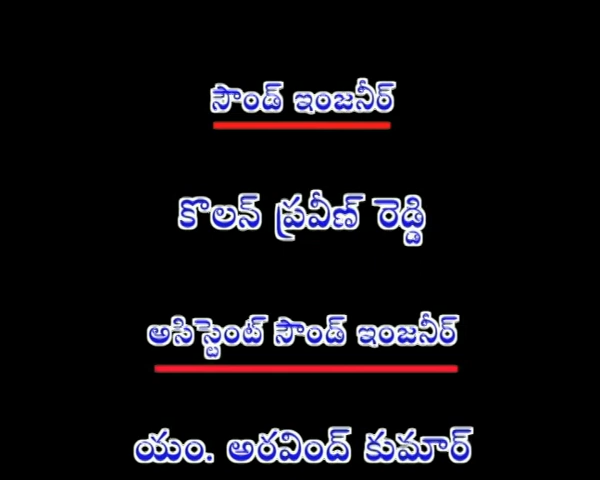 సౌండ్ ఇంజనీర్
కొలన్ ప్రవీణ్ రెడ్డి
అసిస్టెంట్ సౌండ్ ఇంజనీర్
యం. అరవింద్ కుమార్